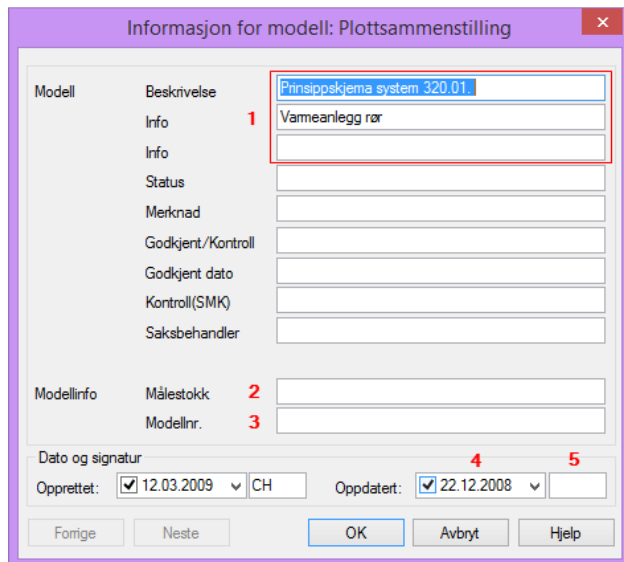 Informasjon for modell: Plottsammenstilling
Modell Beskrivelse Prinsippskjema system 320.01.
Info 1 Varmeanlegg rør
Info
Status
Merknad
Godkjent/Kontroll
Godkjent dato
Kontroll(SMK)
Saksbehandler
Modellinfo Målestokk 2
Modellnr. 3
Dato og signatur 4 5
Opprettet: 12.03.2009 CH Oppdatert: 22.12.2008
Forrige Neste OK Avbryt Hjelp